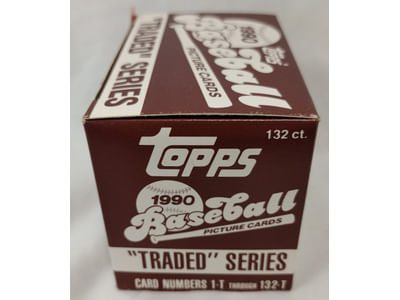 "TRADED" SERIES
topps
1990
Baseball
PICTURE CARDS
132 ct.
Topps
1990
Baseball
PICTURE CARDS
"TRADED" SERIES
CARD NUMBERS 1-T THROUGH 132-T